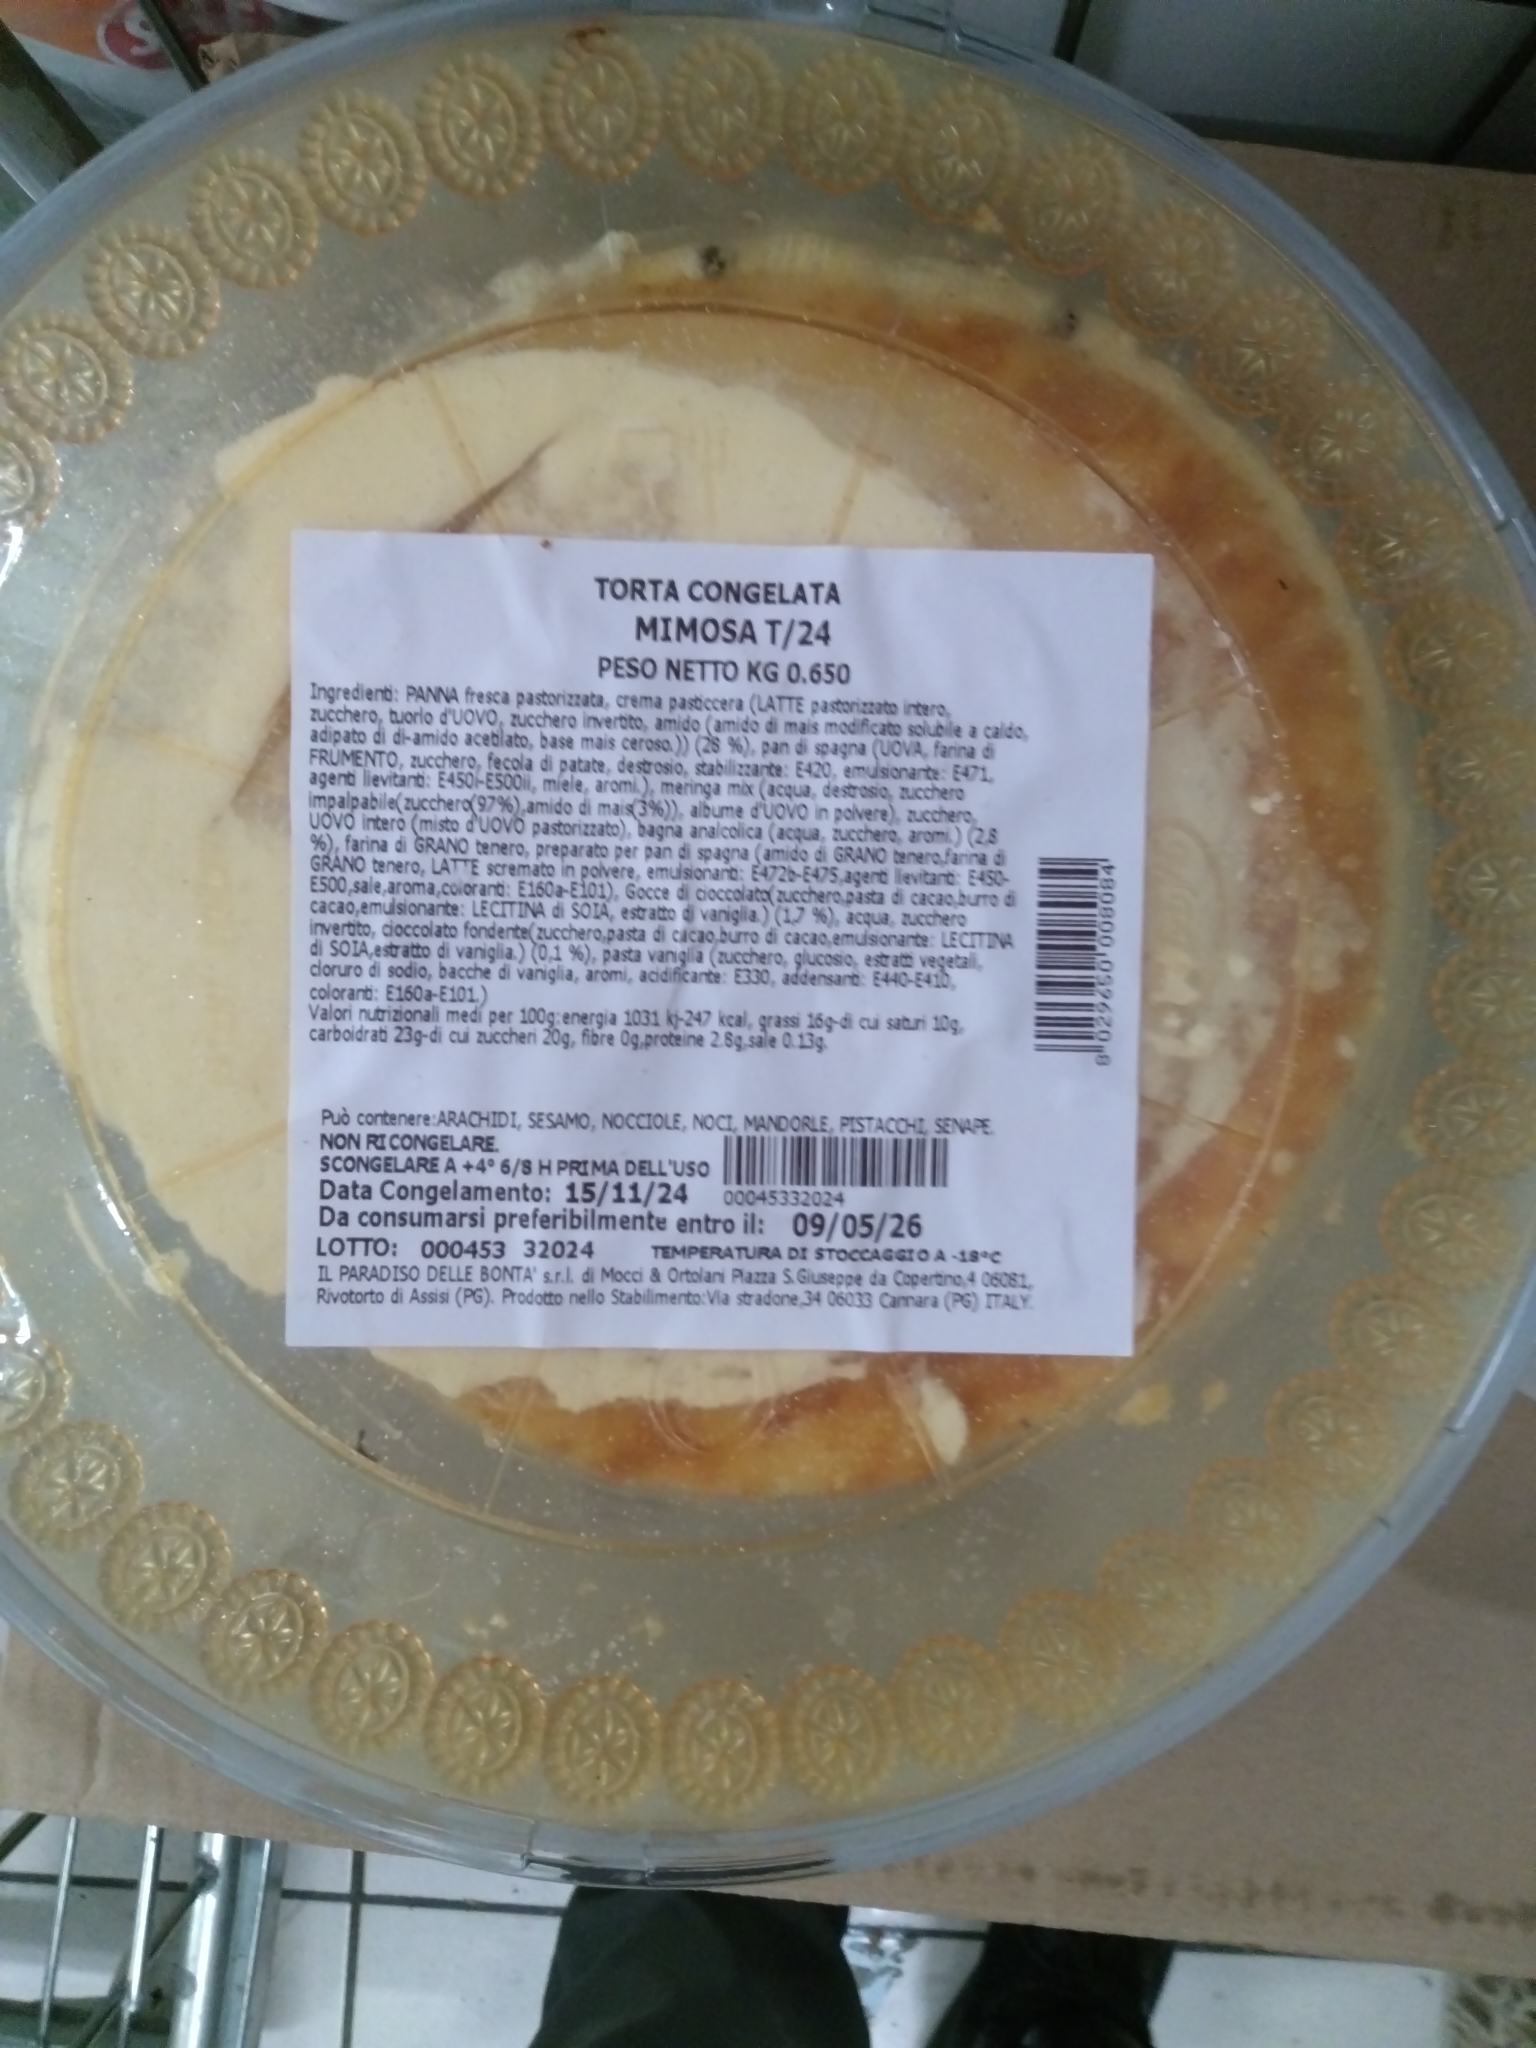 TORTA CONGELATA
MIMOSA T/24
PESO NETTO KG 0.650
Ingredienti: PANNA fresca pastorizzata, crema pasticcera (LATTE pastorizzato intero,
zucchero, tuorlo d'UOVO, zucchero invertito, amido (amido di mais modificato solubile a caldo,
adipato di di-amido acetilato, base mais ceroso.)) (28 %), pan di spagna (UOVA, farina di
FRUMENTO, zucchero, fecola di patate, destrosio, stabilizzante: E420, emulsionante: E471,
agenti lievitanti: E450i-E500ii, miele, aromi.), meringa mix (acqua, destrosio, zucchero
impalpabile(zucchero(97%),amido di mais(3%)), albume d'UOVO in polvere), zucchero,
UOVO intero (misto d'UOVO pastorizzato), bagna analcolica (acqua, zucchero, aromi.) (2,8
%), farina di GRANO tenero, preparato per pan di spagna (amido di GRANO tenero,farina di
GRANO tenero, LATTE scremato in polvere, emulsionanti: E472b-E475,agenti lievitanti: E450-
E500,sale,aroma,coloranti: E160a-E101), Gocce di cioccolato(zucchero,pasta di cacao,burro di
cacao,emulsionante: LECITINA di SOIA, estratto di vaniglia.) (1,7 %), acqua, zucchero
invertito, cioccolato fondente(zucchero,pasta di cacao,burro di cacao,emulsionante: LECITINA
di SOIA,estratto di vaniglia.) (0,1 %), pasta vaniglia (zucchero, glucosio, estratti vegetali,
cloruro di sodio, bacche di vaniglia, aromi, acidificante: E330, addensanti: E440-E410,
coloranti: E160a-E101.)
Valori nutrizionali medi per 100g:energia 1031 kj-247 kcal, grassi 16g-di cui saturi 10g,
carboidrati 23g-di cui zuccheri 20g, fibre 0g,proteine 2.8g,sale 0.13g.
8 029650 008084
Può contenere:ARACHIDI, SESAMO, NOCCIOLE, NOCI, MANDORLE, PISTACCHI, SENAPE.
NON RICONGELARE.
SCONGELARE A +4° 6/8 H PRIMA DELL'USO
Data Congelamento: 15/11/24 00045332024
Da consumarsi preferibilmente entro il: 09/05/26
LOTTO: 000453 32024 TEMPERATURA DI STOCCAGGIO A -18°C
IL PARADISO DELLE BONTA' s.r.l. di Mocci & Ortolani Piazza S.Giuseppe da Copertino,4 06081,
Rivotorto di Assisi (PG). Prodotto nello Stabilimento:Via stradone,34 06033 Cannara (PG) ITALY.